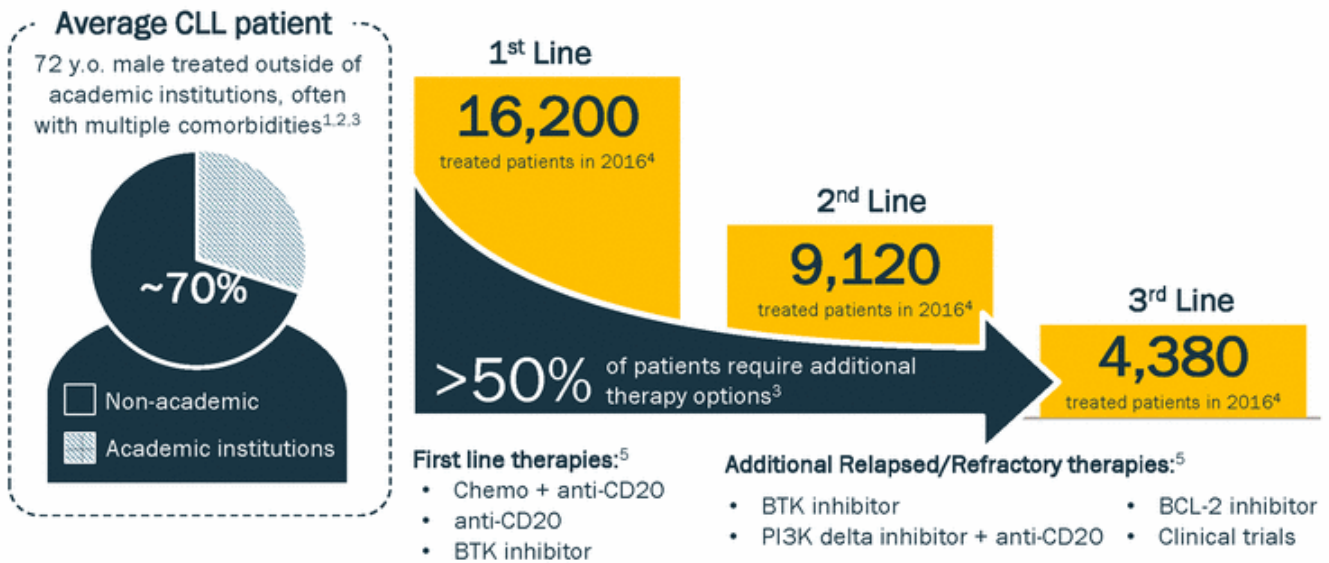 Average CLL patient
72 y.o. male treated outside of
academic institutions, often
with multiple comorbidities1,2,3
~70%
Non-academic
Academic institutions
1st Line
16,200
treated patients in 2016⁴
2nd Line
9,120
treated patients in 2016⁴
3rd Line
4,380
treated patients in 2016⁴
>50% of patients require additional
therapy options³
First line therapies:⁵
• Chemo + anti-CD20
• anti-CD20
• BTK inhibitor
Additional Relapsed/Refractory therapies:⁵
• BTK inhibitor
• PI3K delta inhibitor + anti-CD20
• BCL-2 inhibitor
• Clinical trials